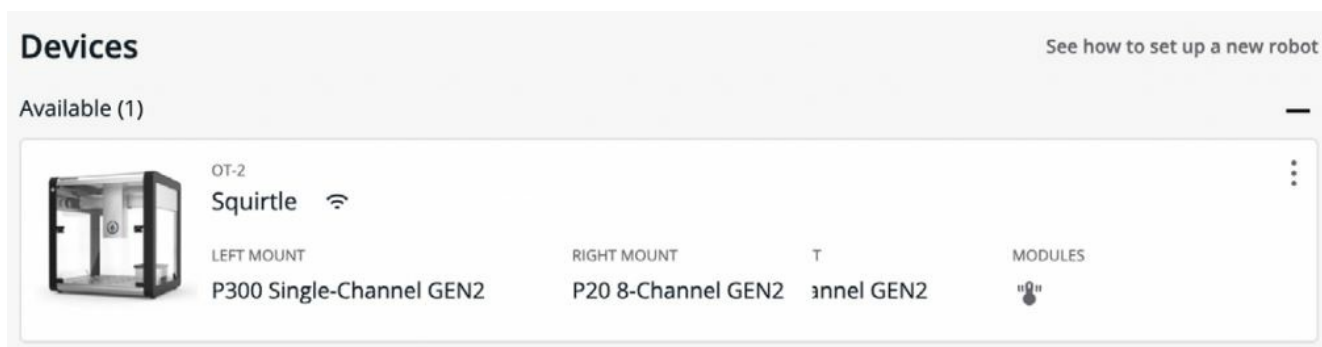 Devices
See how to set up a new robot
Available (1)
OT-2
Squirtle
LEFT MOUNT
RIGHT MOUNT
T
MODULES
P300 Single-Channel GEN2
P20 8-Channel GEN2
annel GEN2